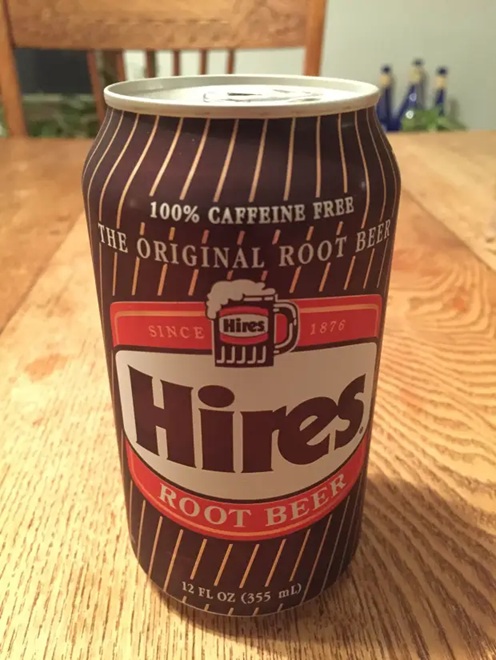 100% CAFFEINE FREE
THE ORIGINAL ROOT BEER
Hires
SINCE 1876
Hires
ROOT BEER
12 FL OZ (355 mL)